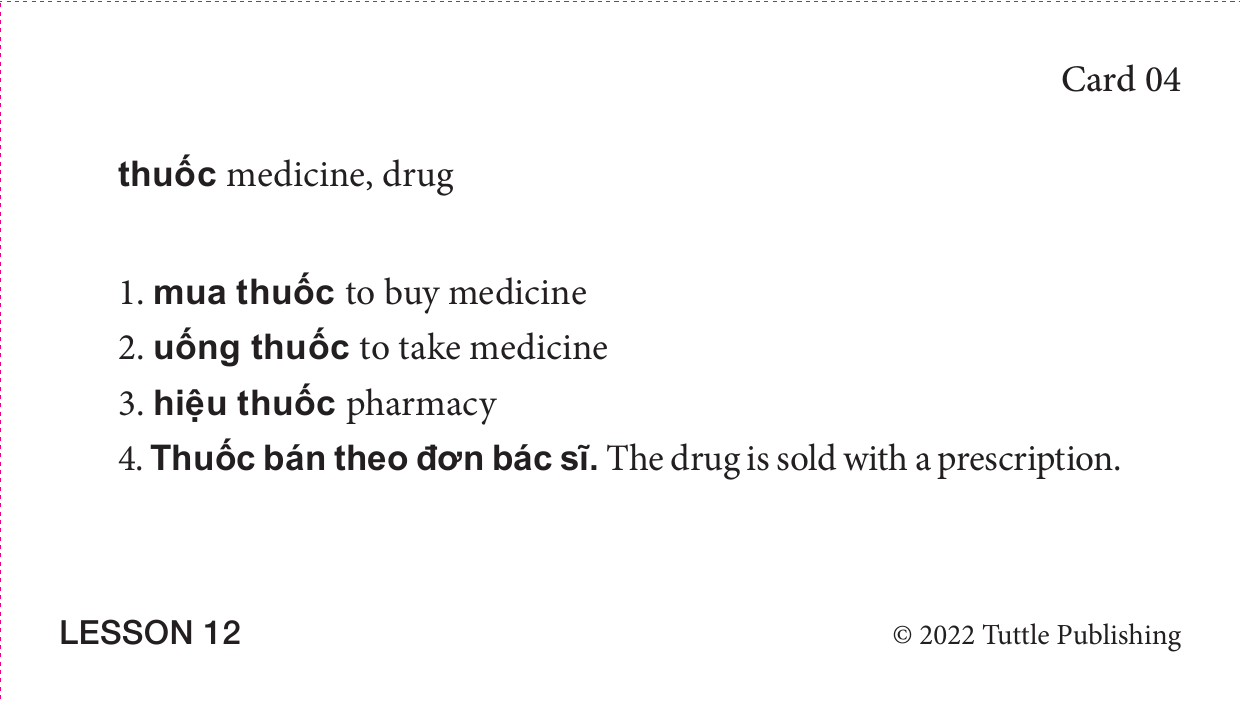 Card 04
thuốc medicine, drug
1. mua thuốc to buy medicine
2. uống thuốc to take medicine
3. hiệu thuốc pharmacy
4. Thuốc bán theo đơn bác sĩ. The drug is sold with a prescription.
LESSON 12
© 2022 Tuttle Publishing